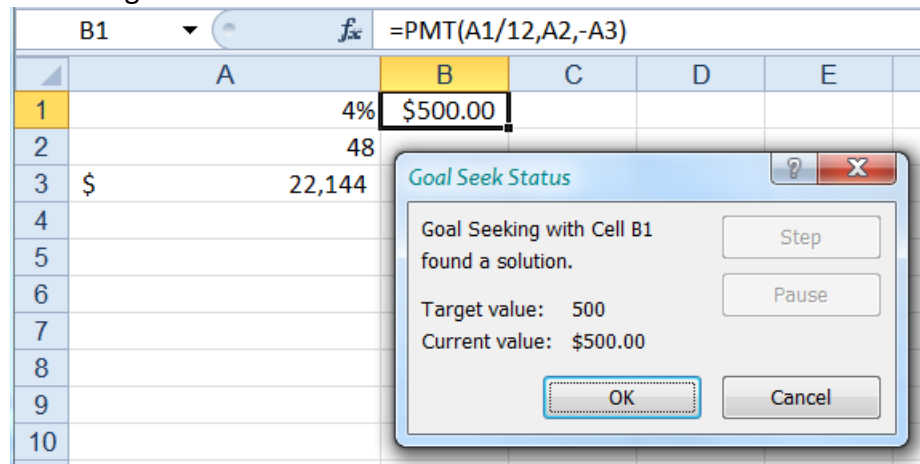 B1 fx =PMT(A1/12,A2,-A3)
A B C D E
1 4% $500.00
2 48
3 $ 22,144
4
5
6
7
8
9
10
Goal Seek Status ? X
Goal Seeking with Cell B1
found a solution.
Step
Pause
Target value: 500
Current value: $500.00
OK Cancel